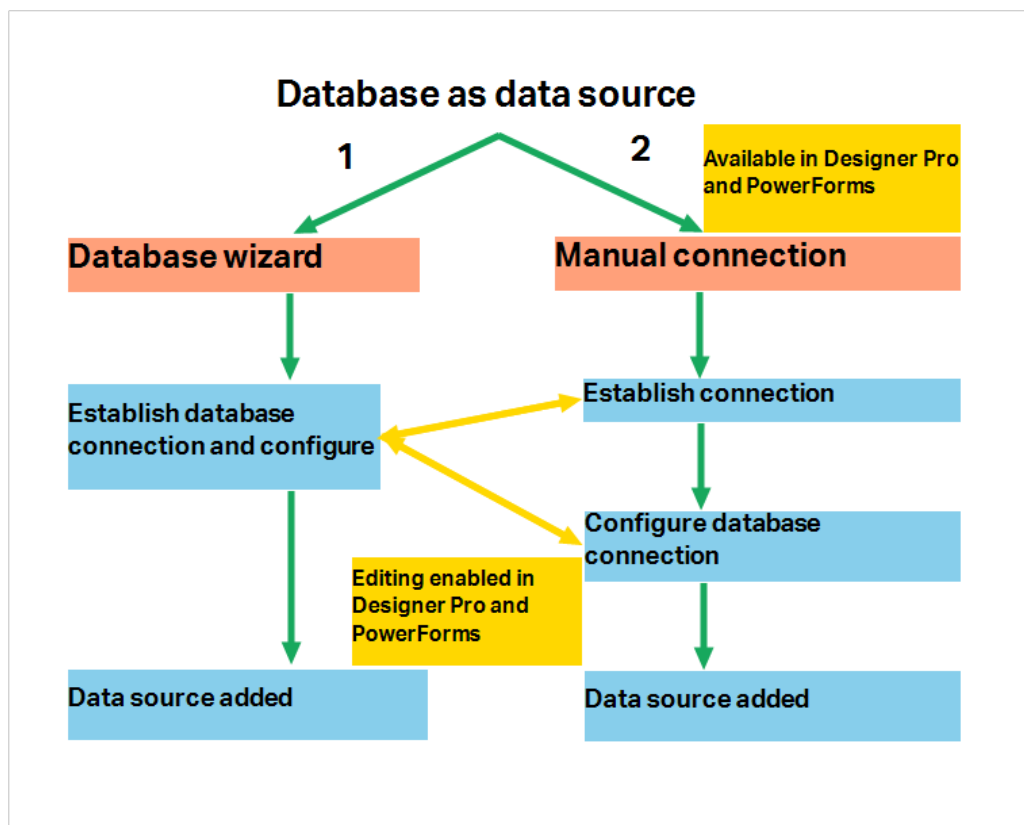 Database as data source
1
2
Available in Designer Pro
and PowerForms
Database wizard
Manual connection
Establish database
connection and configure
Establish connection
Configure database
connection
Editing enabled in
Designer Pro and
PowerForms
Data source added
Data source added